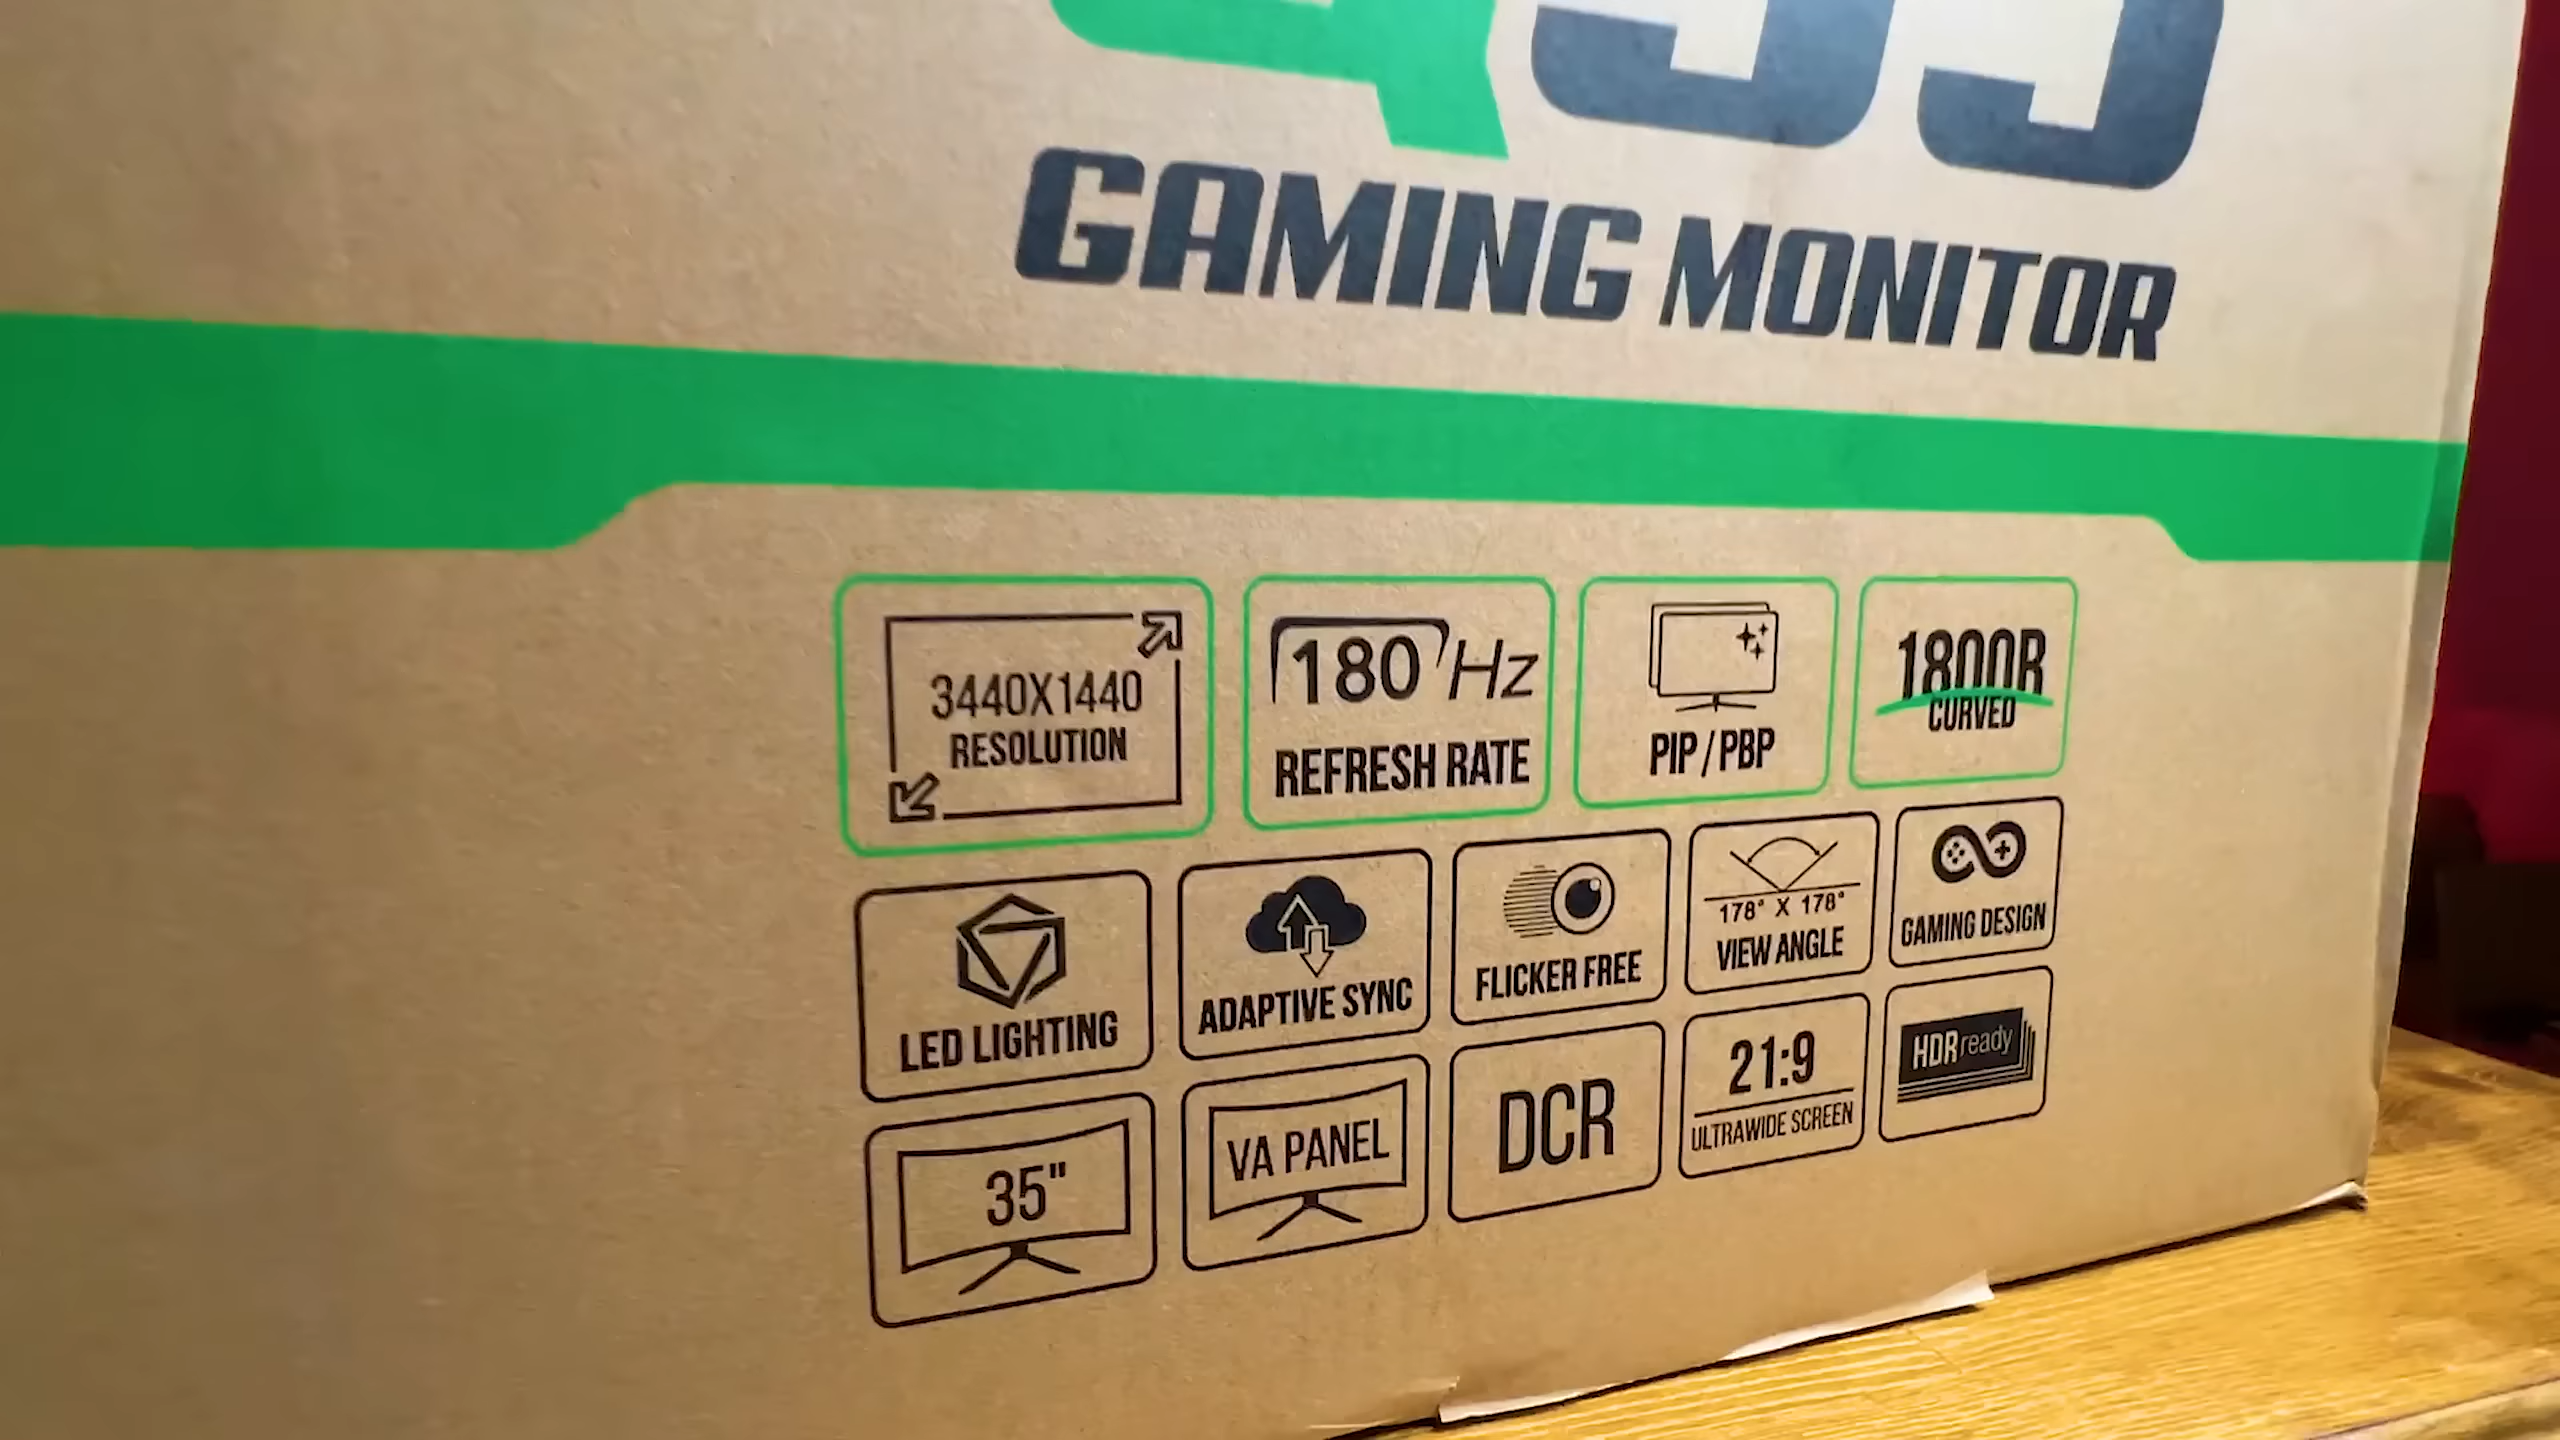 GAMING MONITOR
3440X1440
RESOLUTION
180 Hz
REFRESH RATE
PIP / PBP
1800R
CURVED
LED LIGHTING
ADAPTIVE SYNC
FLICKER FREE
178° X 178°
VIEW ANGLE
GAMING DESIGN
35"
VA PANEL
DCR
21:9
ULTRAWIDE SCREEN
HDR ready